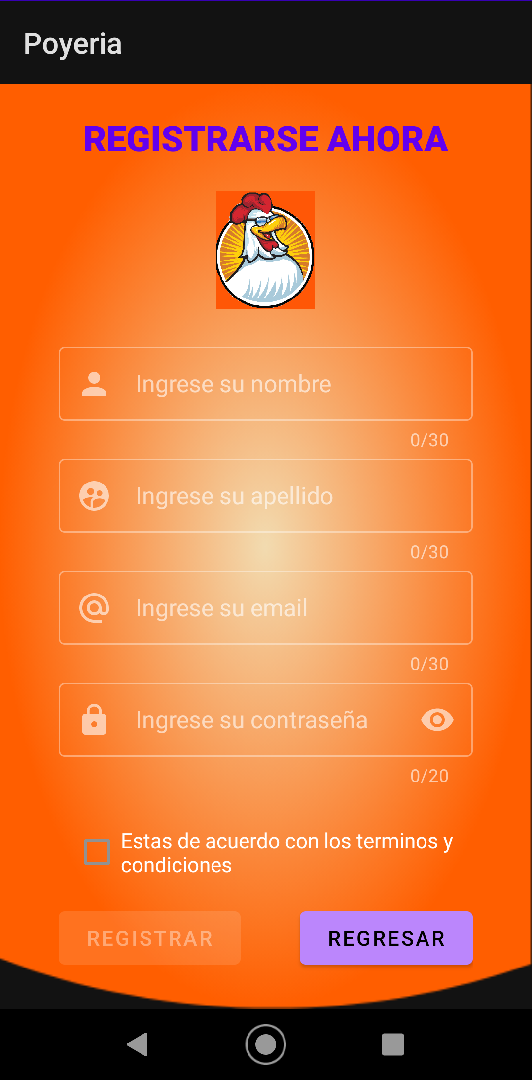 Poyeria
REGISTRARSE AHORA
Ingrese su nombre
0/30
Ingrese su apellido
0/30
Ingrese su email
0/30
Ingrese su contraseña
0/20
Estas de acuerdo con los terminos y
condiciones
REGISTRAR
REGRESAR